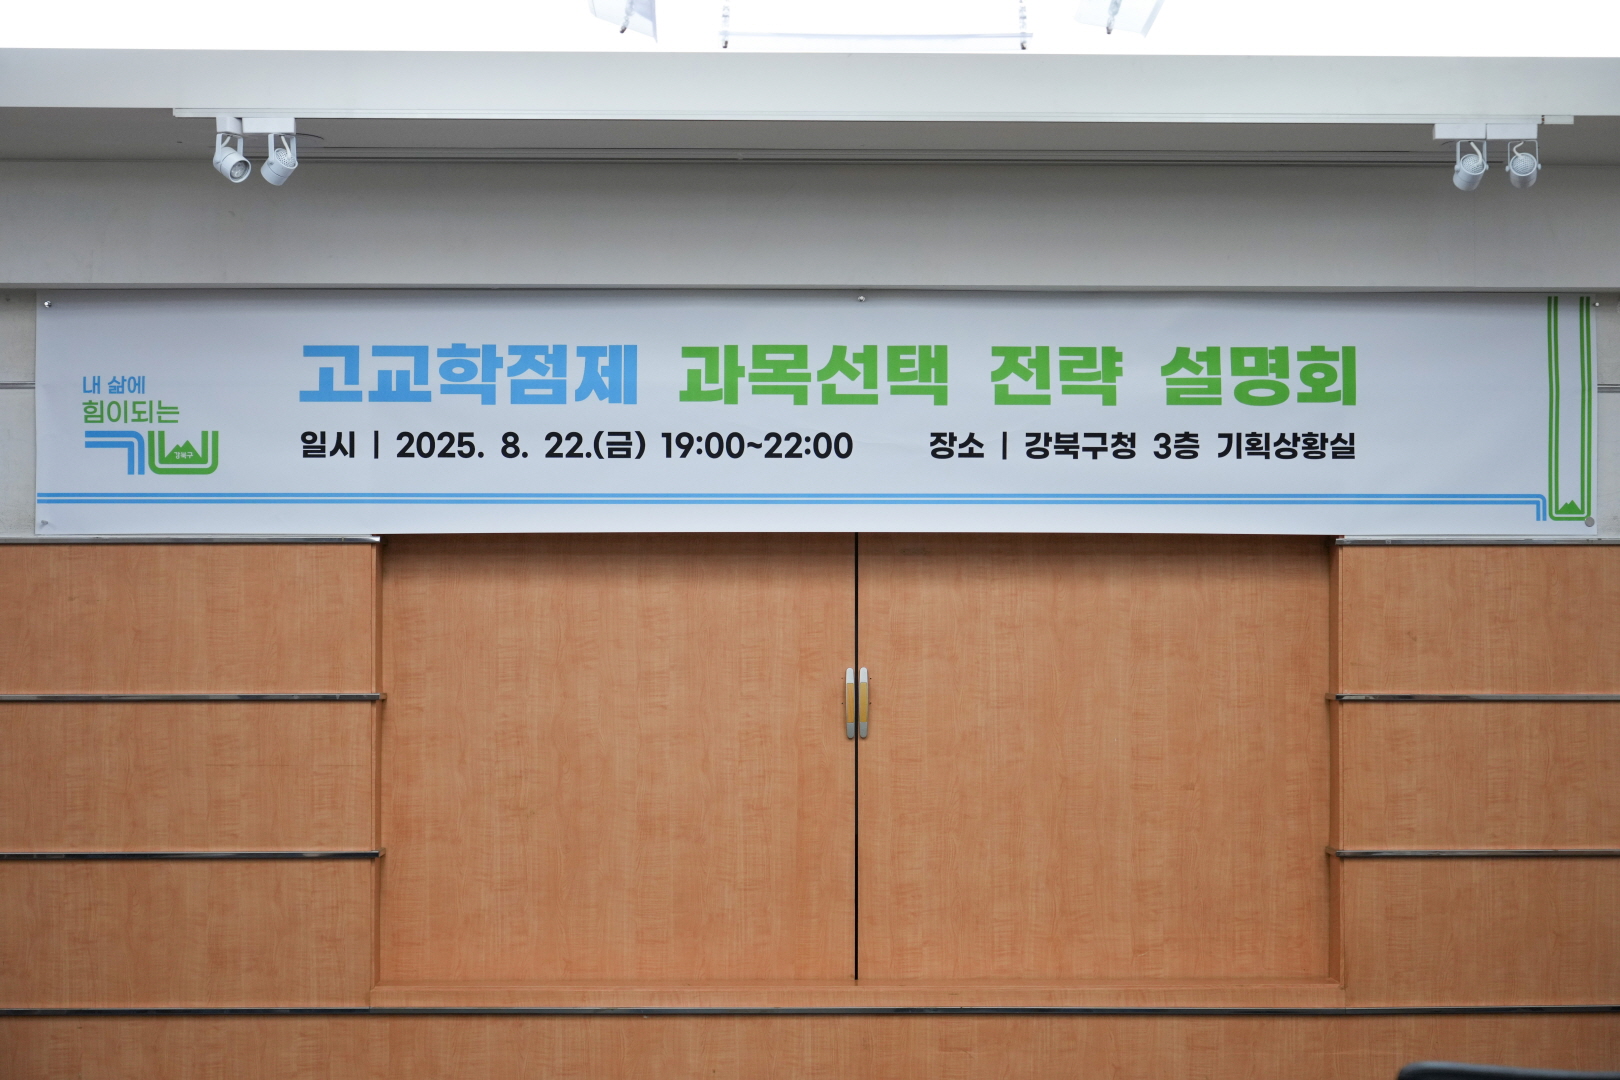 내 삶에
힘이되는
강북구
고교학점제 과목선택 전략 설명회
일시 | 2025. 8. 22.(금) 19:00~22:00 장소 | 강북구청 3층 기획상황실